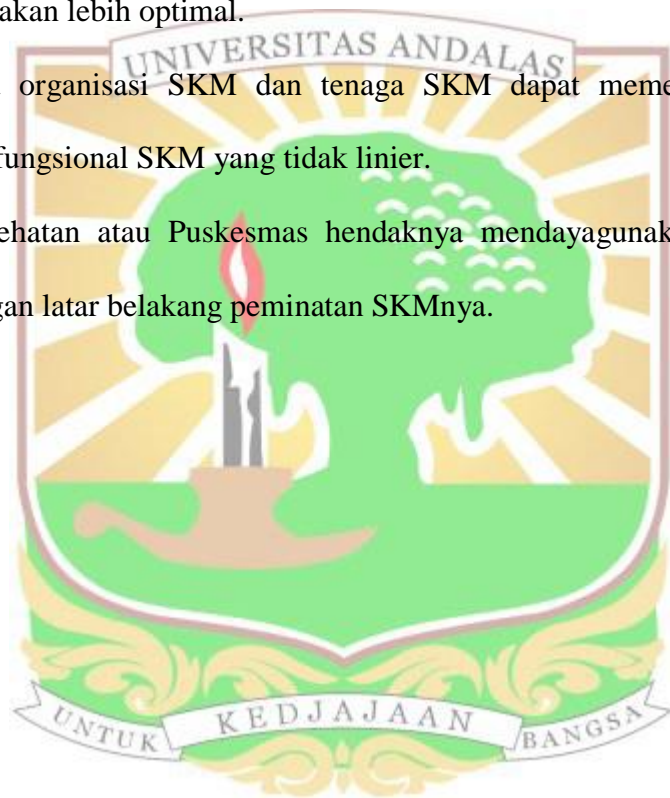 akan lebih optimal.
UNIVERSITAS ANDALAS
organisasi SKM dan tenaga SKM dapat meme
fungsional SKM yang tidak linier.
ehatan atau Puskesmas hendaknya mendayagunak
gan latar belakang peminatan SKMnya.
UNTUK KEDJAJAAN BANGSA